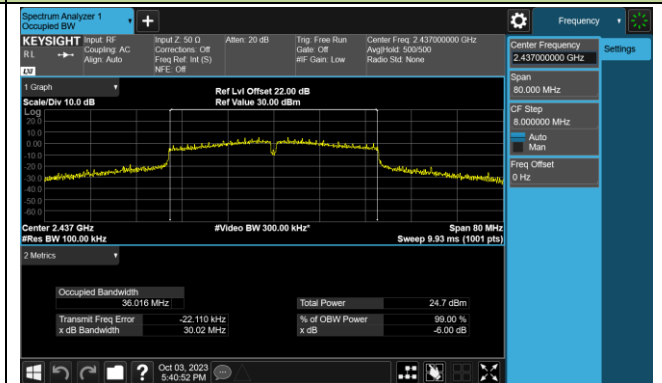 Spectrum Analyzer 1
Occupied BW
Frequency
KEYSIGHT
RL
LXI
Input: RF
Coupling: AC
Align: Auto
Input Z: 50 Ω
Corrections: Off
Freq Ref: Int (S)
NFE: Off
Atten: 20 dB
Trig: Free Run
Gate: Off
#IF Gain: Low
Center Freq: 2.437000000 GHz
Avg|Hold: 500/500
Radio Std: None
Center Frequency
2.437000000 GHz
Settings
Span
80.000 MHz
CF Step
8.000000 MHz
Auto
Man
Freq Offset
0 Hz
1 Graph
Scale/Div 10.0 dB
Ref Lvl Offset 22.00 dB
Ref Value 30.00 dBm
Log
20.0
10.0
0.00
-10.0
-20.0
-30.0
-40.0
-50.0
-60.0
Center 2.437 GHz
#Video BW 300.00 kHz*
Span 80 MHz
#Res BW 100.00 kHz
Sweep 9.93 ms (1001 pts)
2 Metrics
Occupied Bandwidth
36.016 MHz
Total Power 24.7 dBm
Transmit Freq Error -22.110 kHz
% of OBW Power 99.00 %
x dB Bandwidth 30.02 MHz
x dB -6.00 dB
?
Oct 03, 2023
5:40:52 PM